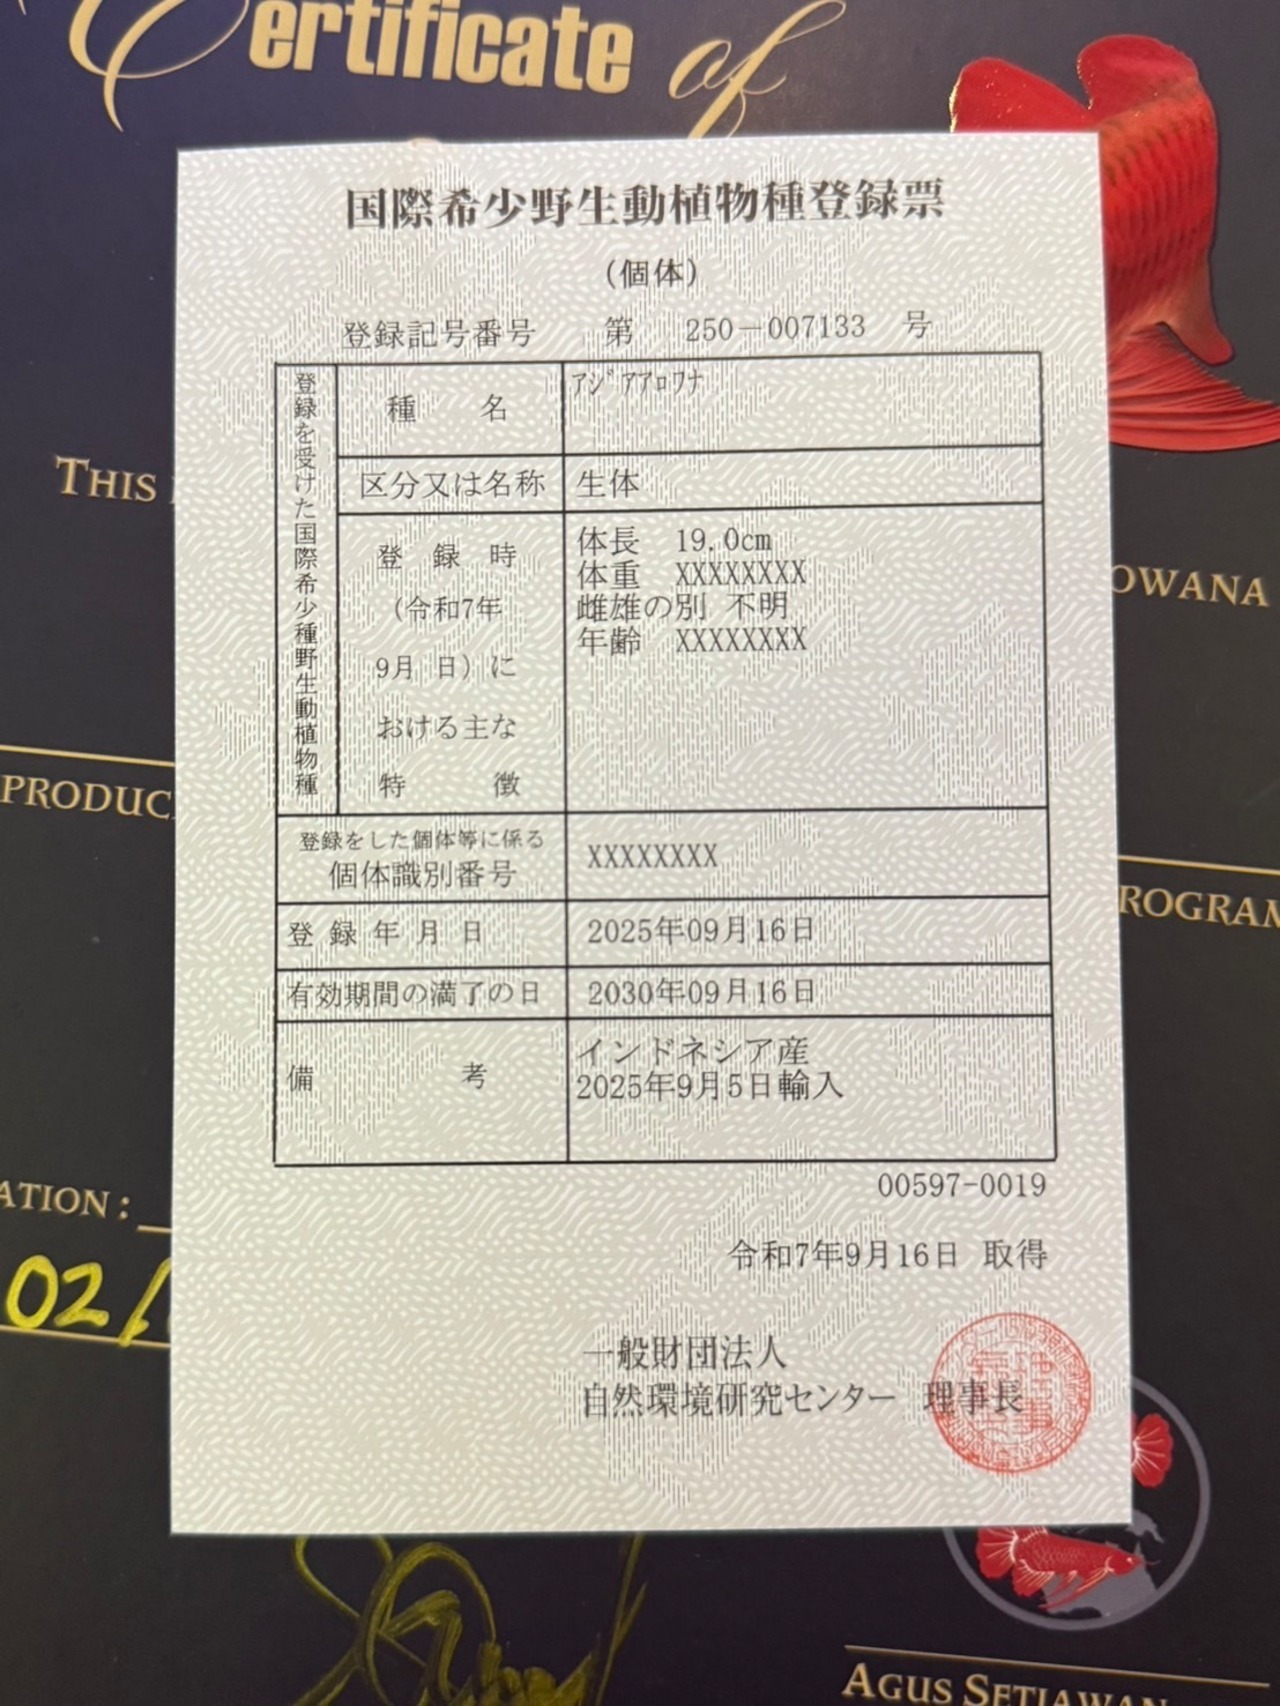 Certificate of
国際希少野生動植物種登録票
（個体）
登録記号番号 第 250－007133 号
登録を受けた国際希少種野生動植物種
種 名 ｱｼﾞｱｱﾛﾜﾅ
区分又は名称 生体
登 録 時
（令和7年
9月 日）に
おける主な
特 徴
体長 19.0cm
体重 XXXXXXXX
雌雄の別 不明
年齢 XXXXXXXX
登録をした個体等に係る
個体識別番号 XXXXXXXX
登 録 年 月 日 2025年09月16日
有効期間の満了の日 2030年09月16日
備 考
インドネシア産
2025年9月5日輸入
00597-0019
令和7年9月16日 取得
一般財団法人
自然環境研究センター 理事長
THIS
OWANA
PRODUC
ROGRAM
ATION :
02/
AGUS SETIAWAN